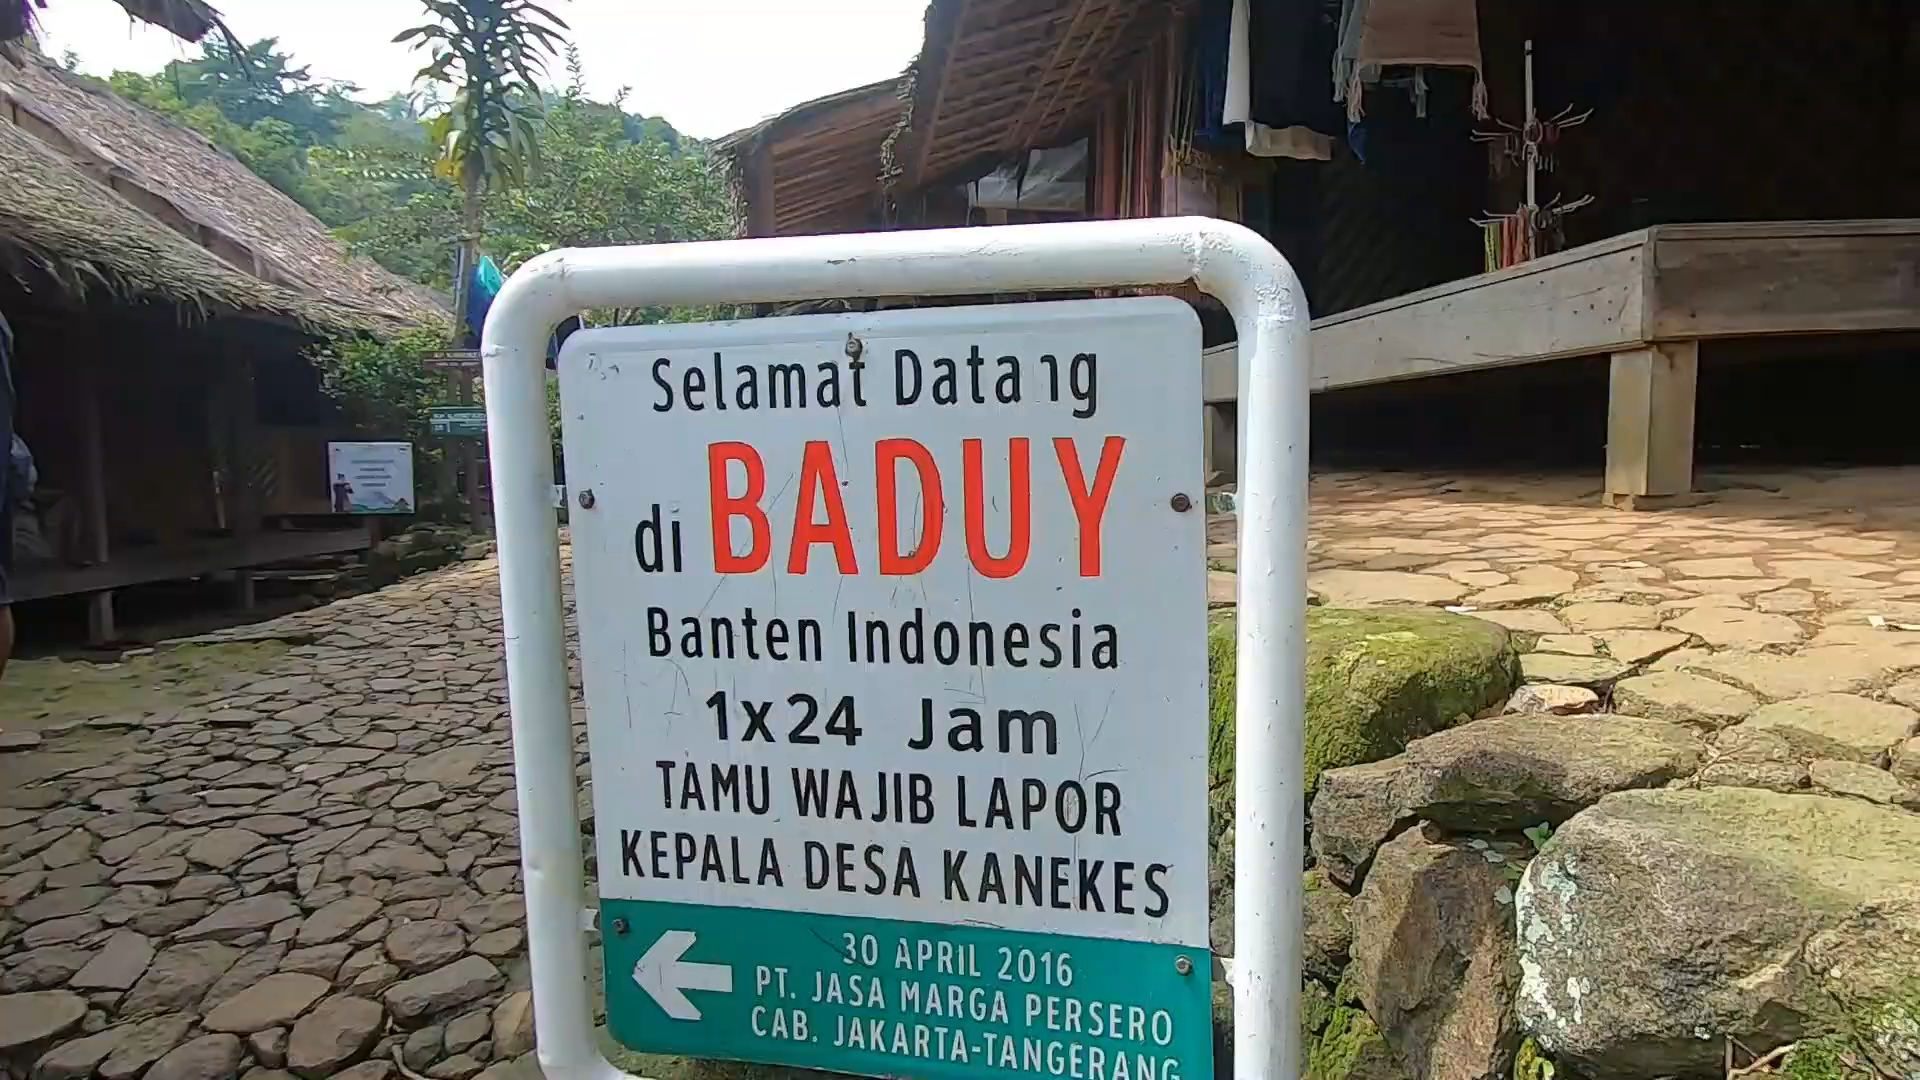 Selamat Datang
di BADUY
Banten Indonesia
1x24 Jam
TAMU WAJIB LAPOR
KEPALA DESA KANEKES
30 APRIL 2016
PT. JASA MARGA PERSERO
CAB. JAKARTA-TANGERANG